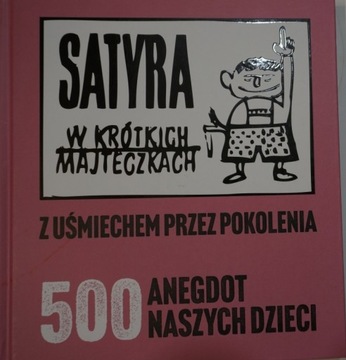 SATYRA
W KRÓTKICH
MAJTECZKACH
Z UŚMIECHEM PRZEZ POKOLENIA
500 ANEGDOT
NASZYCH DZIECI